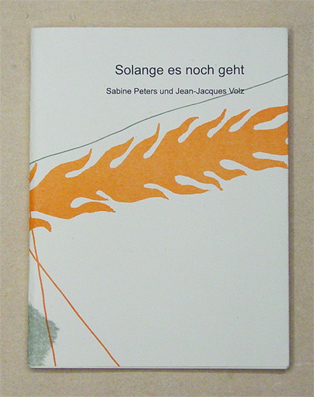 Solange es noch geht
Sabine Peters und Jean-Jacques Volz